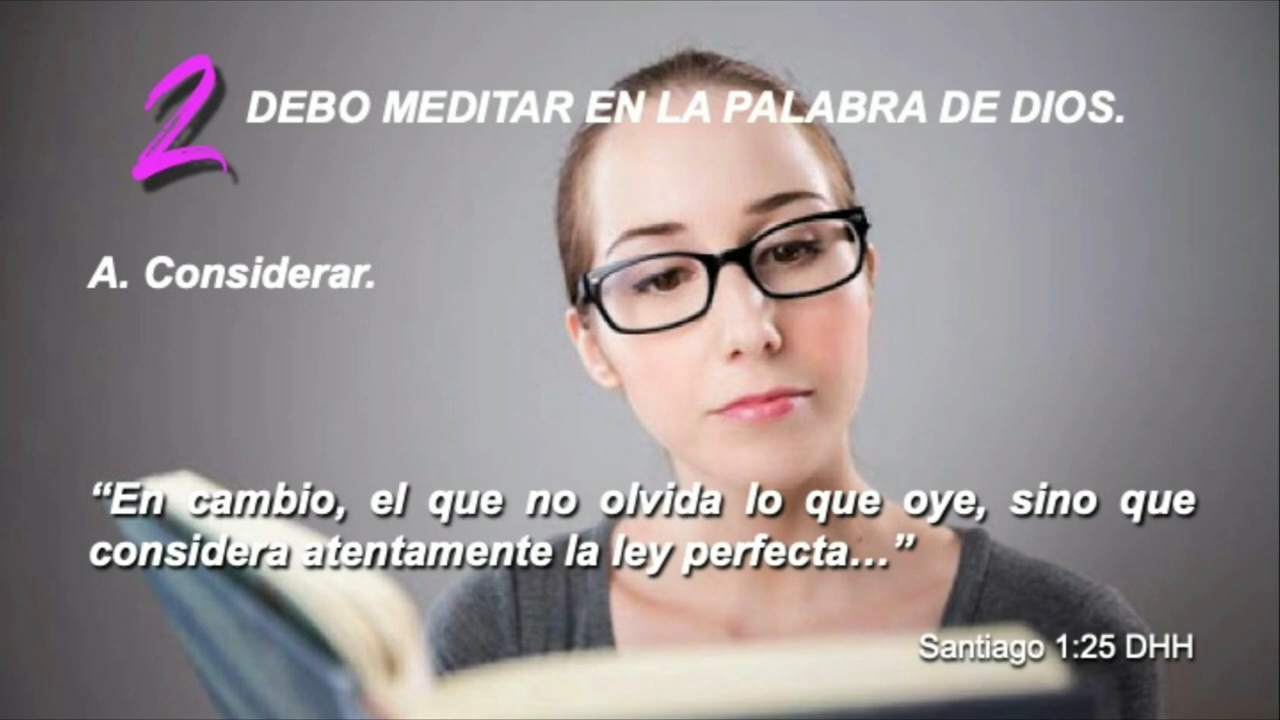 2 DEBO MEDITAR EN LA PALABRA DE DIOS.
A. Considerar.
“En cambio, el que no olvida lo que oye, sino que
considera atentamente la ley perfecta...”
Santiago 1:25 DHH